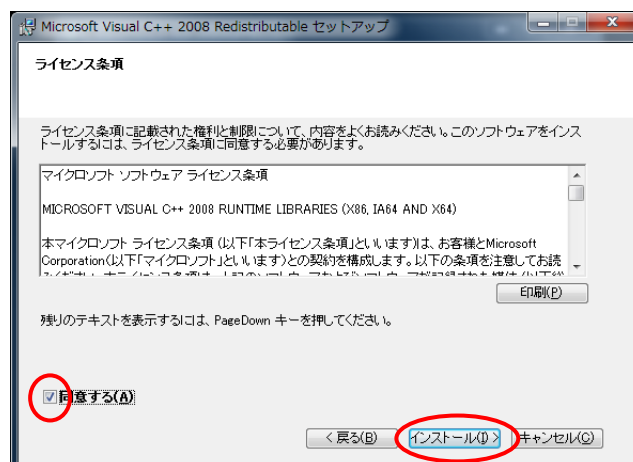 Microsoft Visual C++ 2008 Redistributable セットアップ
ライセンス条項
ライセンス条項に記載された権利と制限について、内容をよくお読みください。このソフトウェアをインス
トールするには、ライセンス条項に同意する必要があります。
マイクロソフト ソフトウェア ライセンス条項
MICROSOFT VISUAL C++ 2008 RUNTIME LIBRARIES (X86, IA64 AND X64)
本マイクロソフト ライセンス条項 (以下「本ライセンス条項」といいます)は、お客様とMicrosoft
Corporation(以下「マイクロソフト」といいます)との契約を構成します。以下の条項を注意してお読
印刷(P)
残りのテキストを表示するには、PageDown キーを押してください。
同意する(A)
< 戻る(B)
インストール(I) >
キャンセル(C)